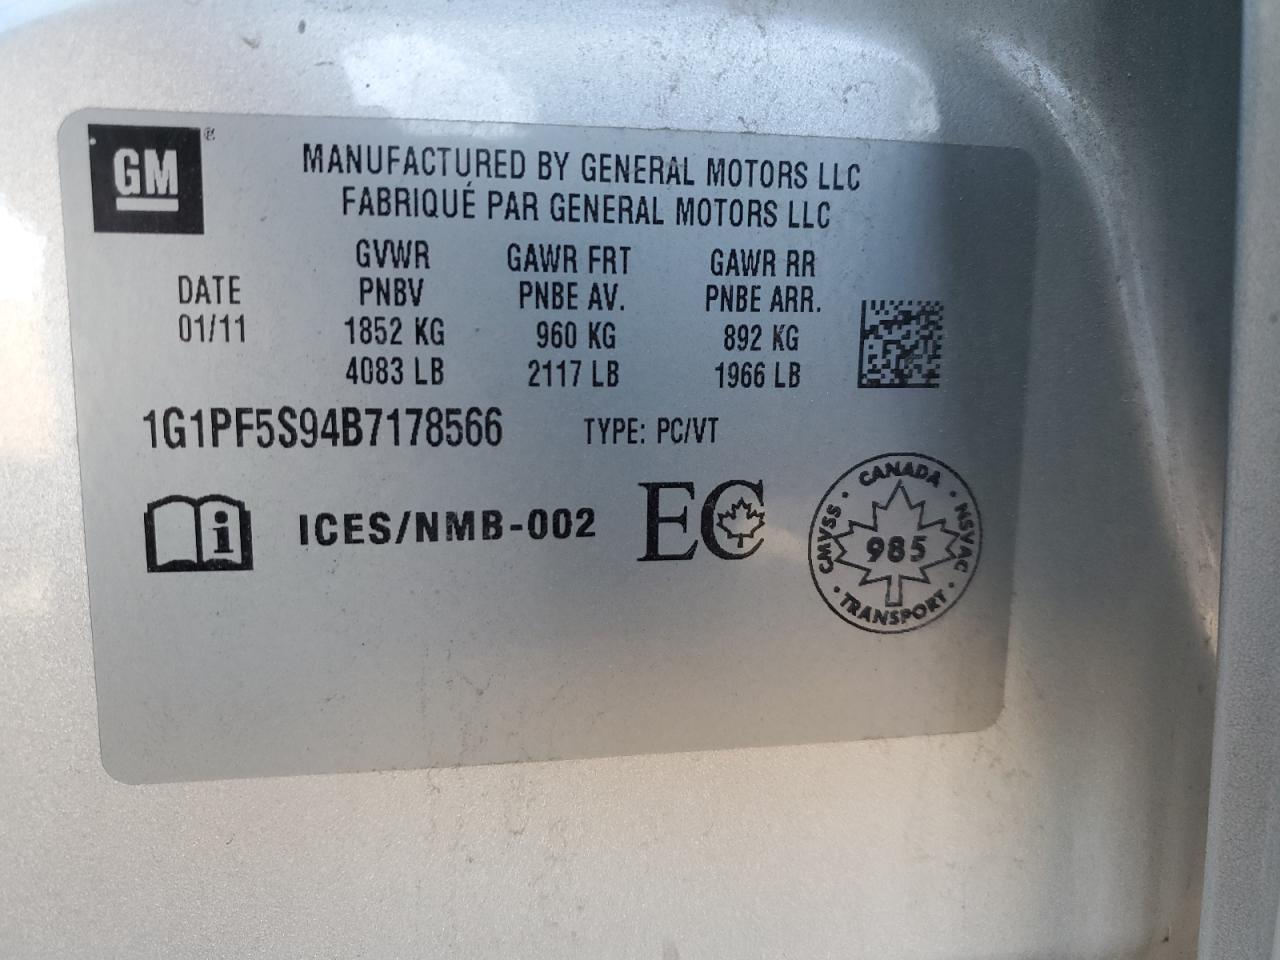 GM®
MANUFACTURED BY GENERAL MOTORS LLC
FABRIQUÉ PAR GENERAL MOTORS LLC
DATE
01/11
GVWR
PNBV
1852 KG
4083 LB
GAWR FRT
PNBE AV.
960 KG
2117 LB
GAWR RR
PNBE ARR.
892 KG
1966 LB
1G1PF5S94B7178566 TYPE: PC/VT
i ICES/NMB-002 EC
CANADA
CMVSS · 985 · NSVAC
TRANSPORT